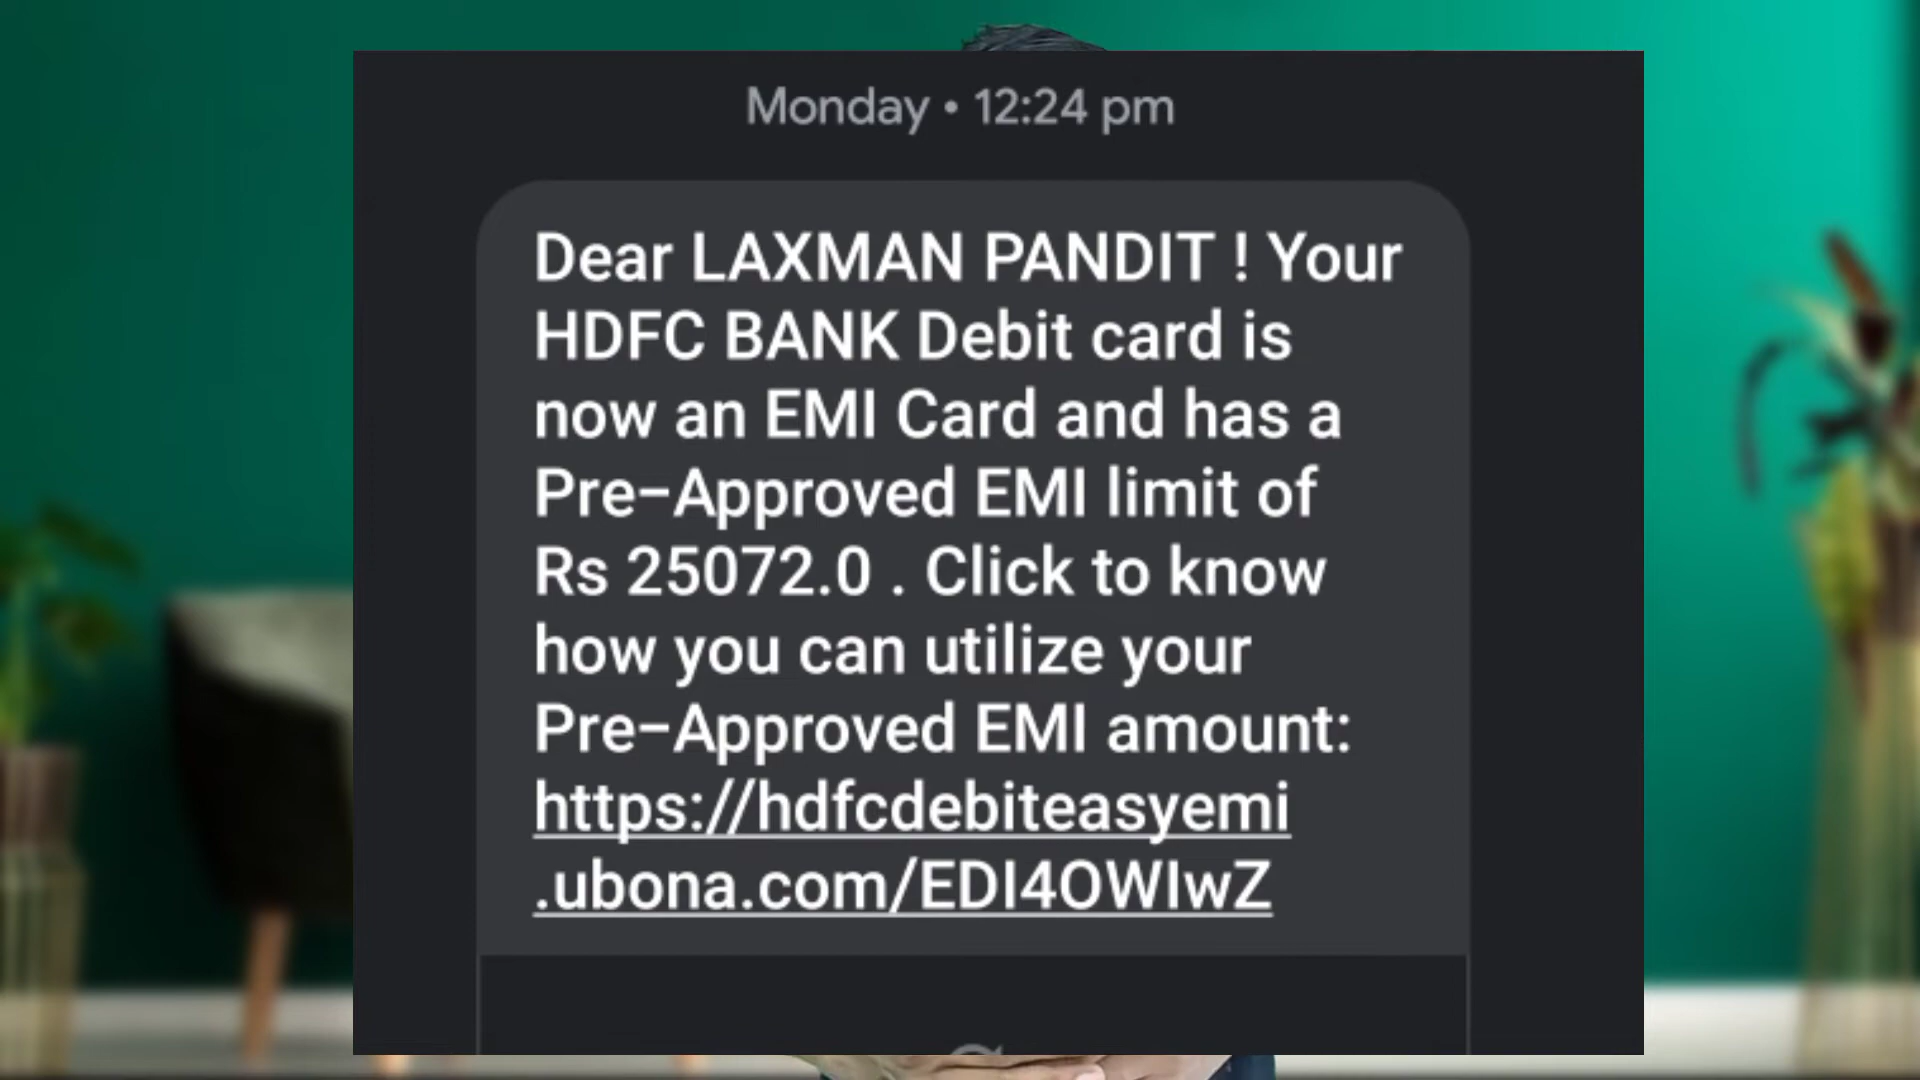 Monday • 12:24 pm
Dear LAXMAN PANDIT ! Your
HDFC BANK Debit card is
now an EMI Card and has a
Pre-Approved EMI limit of
Rs 25072.0 . Click to know
how you can utilize your
Pre-Approved EMI amount:
https://hdfcdebiteasyemi
.ubona.com/EDI4OWIwZ